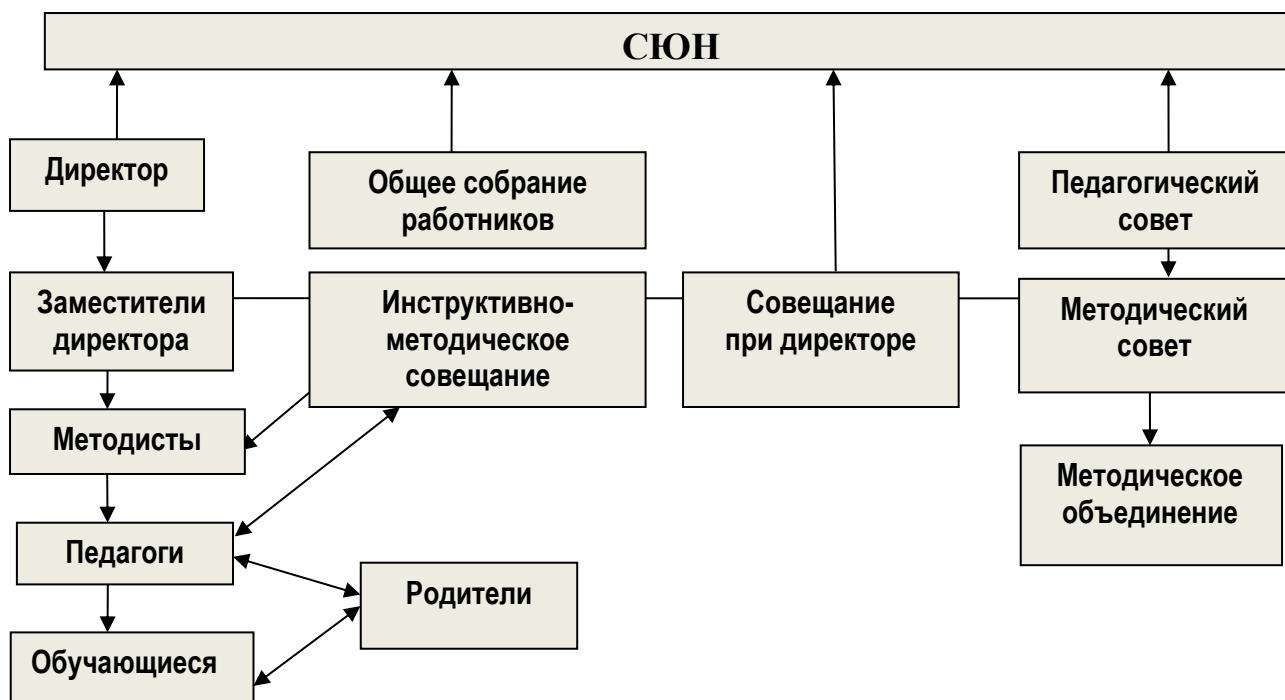 СЮН
Директор
Общее собрание
работников
Педагогический
совет
Заместители
директора
Инструктивно-
методическое
совещание
Совещание
при директоре
Методический
совет
Методисты
Методическое
объединение
Педагоги
Родители
Обучающиеся